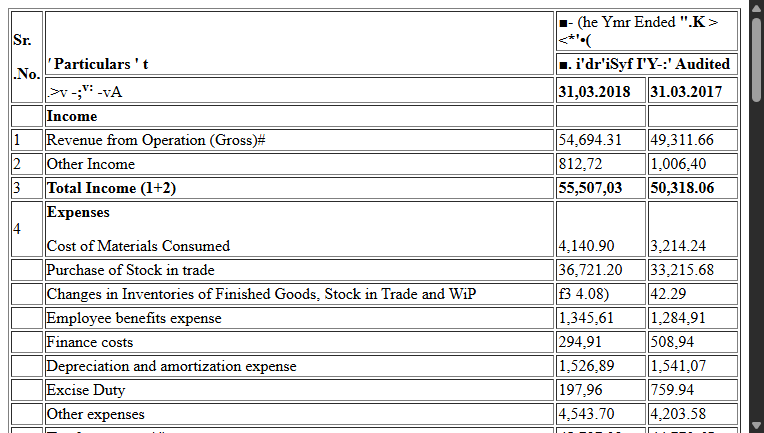 ■- (he Ymr Ended ".K >
<*'•(
Sr.
.No.
' Particulars ' t
■. i'dr'iSyf I'Y-:' Audited
.>v -;v: -vA 31,03.2018 31.03.2017
Income
1 Revenue from Operation (Gross)# 54,694.31 49,311.66
2 Other Income 812,72 1,006,40
3 Total Income (1+2) 55,507,03 50,318.06
Expenses
4
Cost of Materials Consumed 4,140.90 3,214.24
Purchase of Stock in trade 36,721.20 33,215.68
Changes in Inventories of Finished Goods, Stock in Trade and WiP f3 4.08) 42.29
Employee benefits expense 1,345,61 1,284,91
Finance costs 294,91 508,94
Depreciation and amortization expense 1,526,89 1,541,07
Excise Duty 197,96 759.94
Other expenses 4,543.70 4,203.58